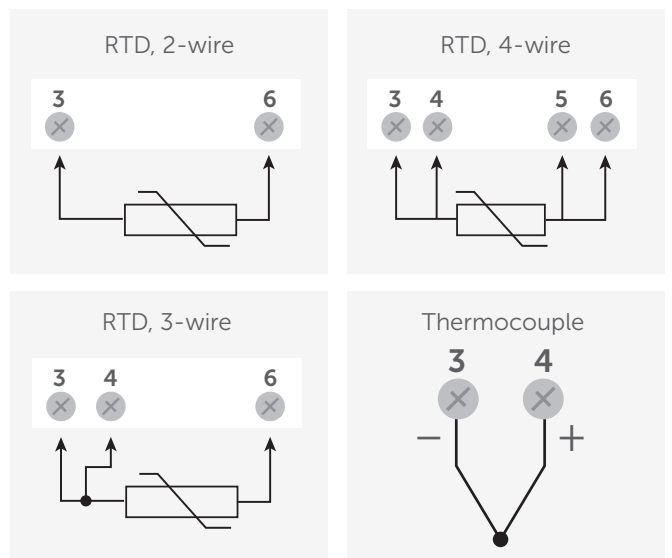 RTD, 2-wire
3 6
RTD, 4-wire
3 4 5 6
RTD, 3-wire
3 4 6
Thermocouple
3 4
− +